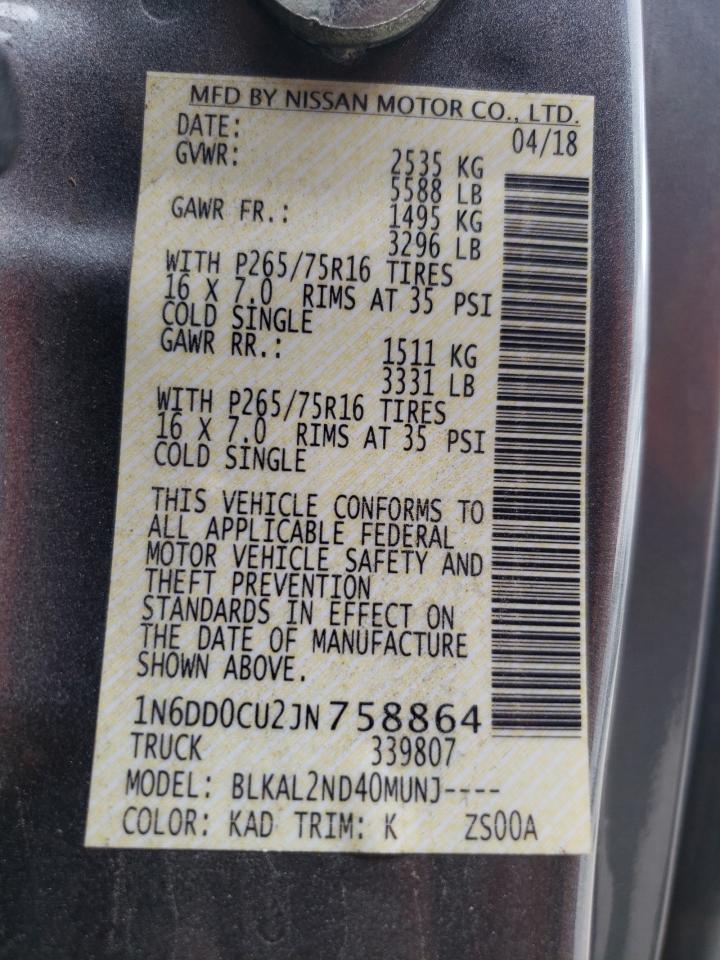 MFD BY NISSAN MOTOR CO., LTD.
DATE: 04/18
GVWR: 2535 KG
5588 LB
GAWR FR.: 1495 KG
3296 LB
WITH P265/75R16 TIRES
16 X 7.0 RIMS AT 35 PSI
COLD SINGLE
GAWR RR.: 1511 KG
3331 LB
WITH P265/75R16 TIRES
16 X 7.0 RIMS AT 35 PSI
COLD SINGLE
THIS VEHICLE CONFORMS TO
ALL APPLICABLE FEDERAL
MOTOR VEHICLE SAFETY AND
THEFT PREVENTION
STANDARDS IN EFFECT ON
THE DATE OF MANUFACTURE
SHOWN ABOVE.
1N6DD0CU2JN758864
TRUCK 339807
MODEL: BLKAL2ND40MUNJ----
COLOR: KAD TRIM: K ZS00A